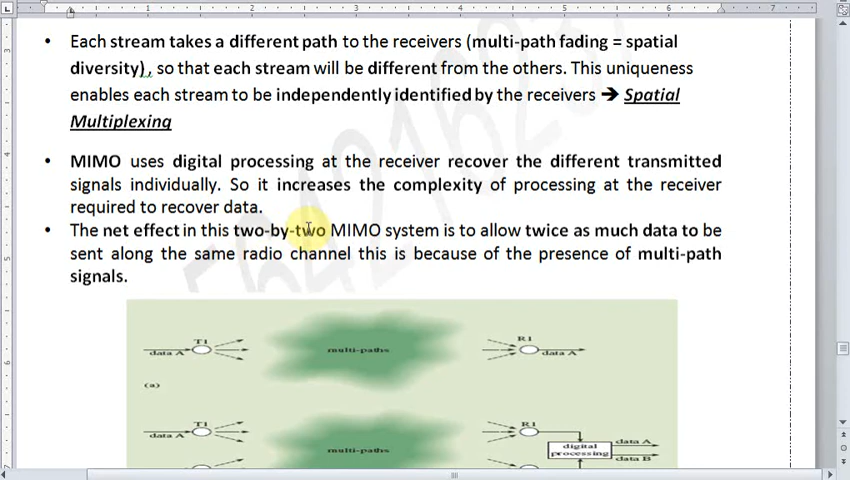 • Each stream takes a different path to the receivers (multi-path fading = spatial
diversity), so that each stream will be different from the others. This uniqueness
enables each stream to be independently identified by the receivers ➔ Spatial
Multiplexing
• MIMO uses digital processing at the receiver recover the different transmitted
signals individually. So it increases the complexity of processing at the receiver
required to recover data.
• The net effect in this two-by-two MIMO system is to allow twice as much data to be
sent along the same radio channel this is because of the presence of multi-path
signals.
T1 R1
data A multi-paths data A
(a)
T1 R1
data A
multi-paths digital data A
processing data B